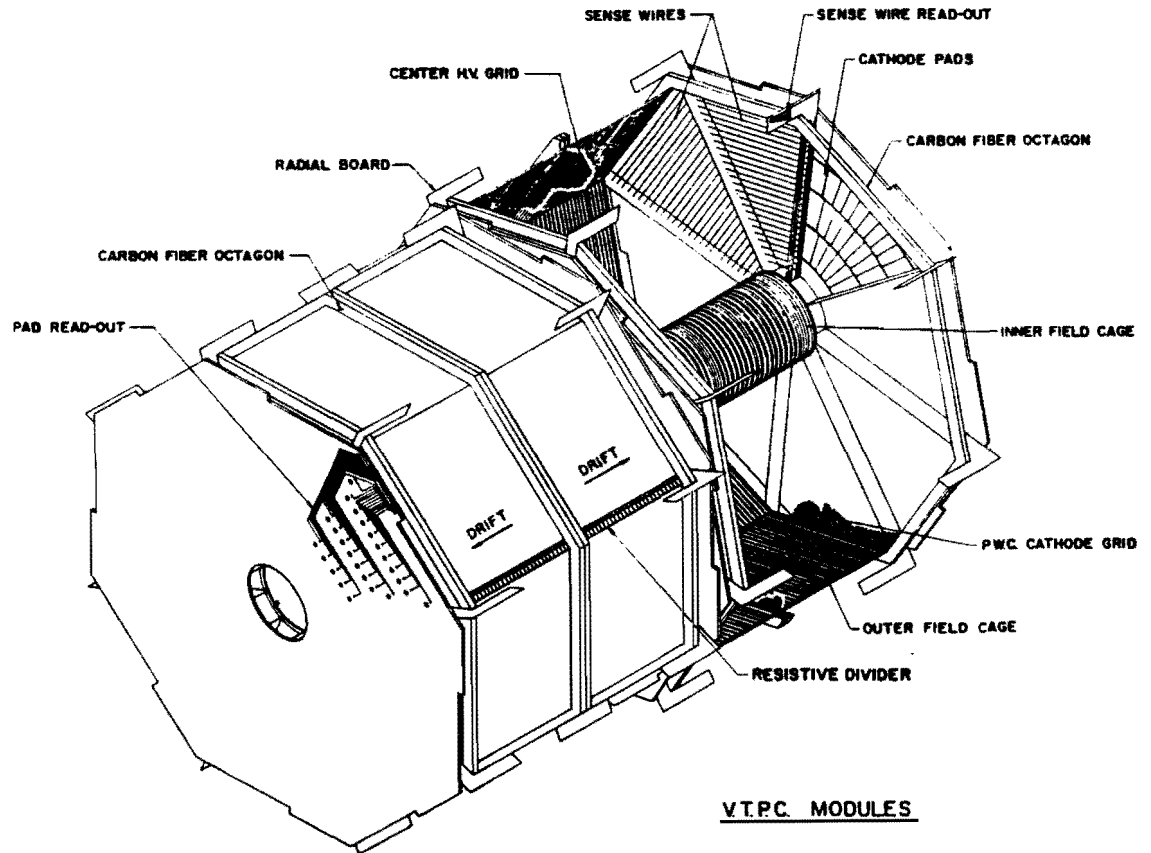 SENSE WIRES
SENSE WIRE READ-OUT
CENTER H.V. GRID
CATHODE PADS
CARBON FIBER OCTAGON
RADIAL BOARD
CARBON FIBER OCTAGON
PAD READ-OUT
INNER FIELD CAGE
DRIFT
DRIFT
P.W.C. CATHODE GRID
OUTER FIELD CAGE
RESISTIVE DIVIDER
V.T.P.C. MODULES